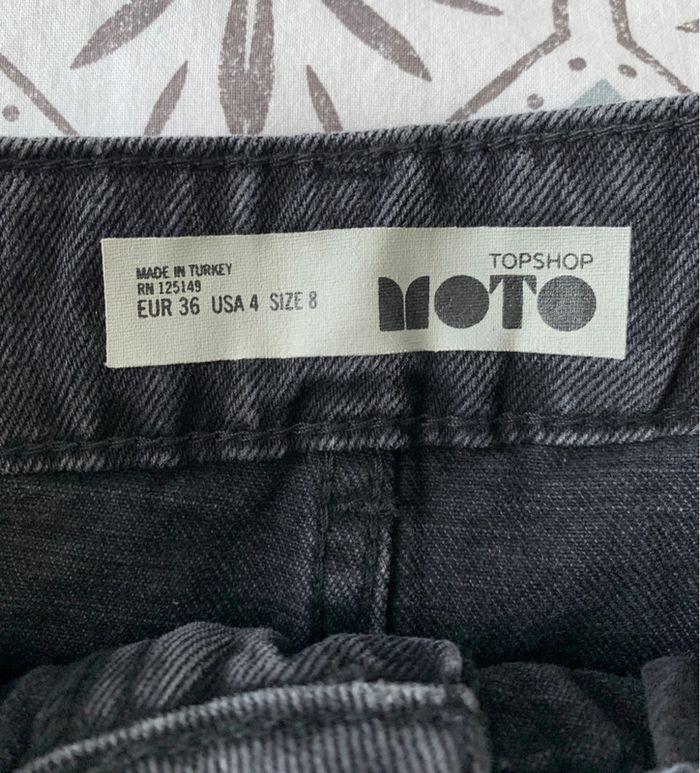 MADE IN TURKEY
RN 125149
EUR 36 USA 4 SIZE 8
TOPSHOP
MOTO